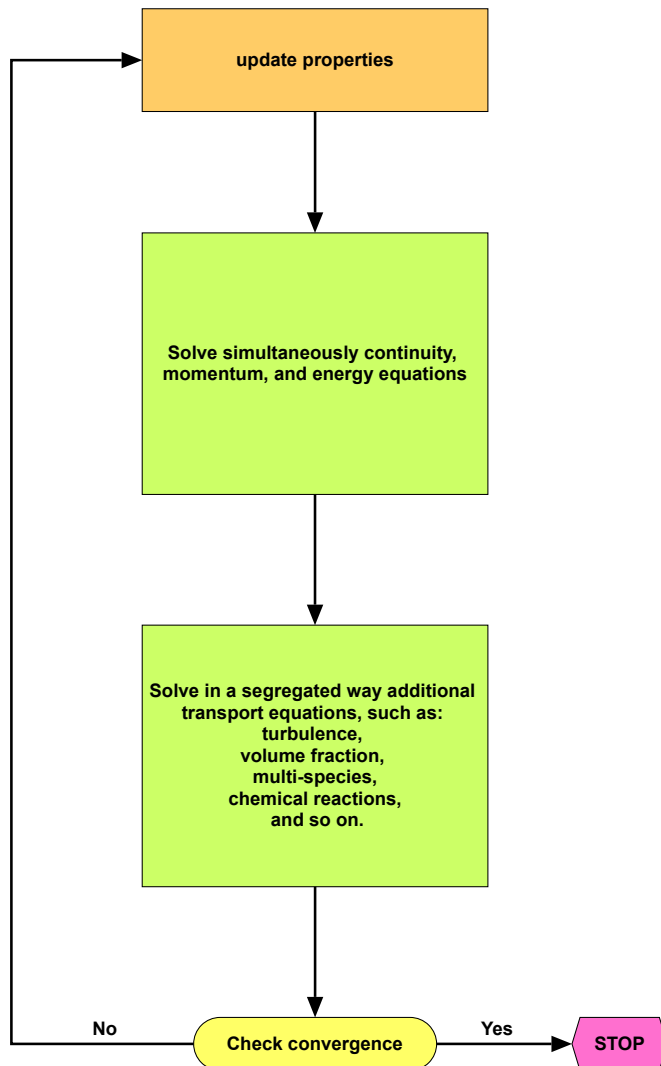 update properties
Solve simultaneously continuity,
momentum, and energy equations
Solve in a segregated way additional
transport equations, such as:
turbulence,
volume fraction,
multi-species,
chemical reactions,
and so on.
No
Check convergence
Yes
STOP